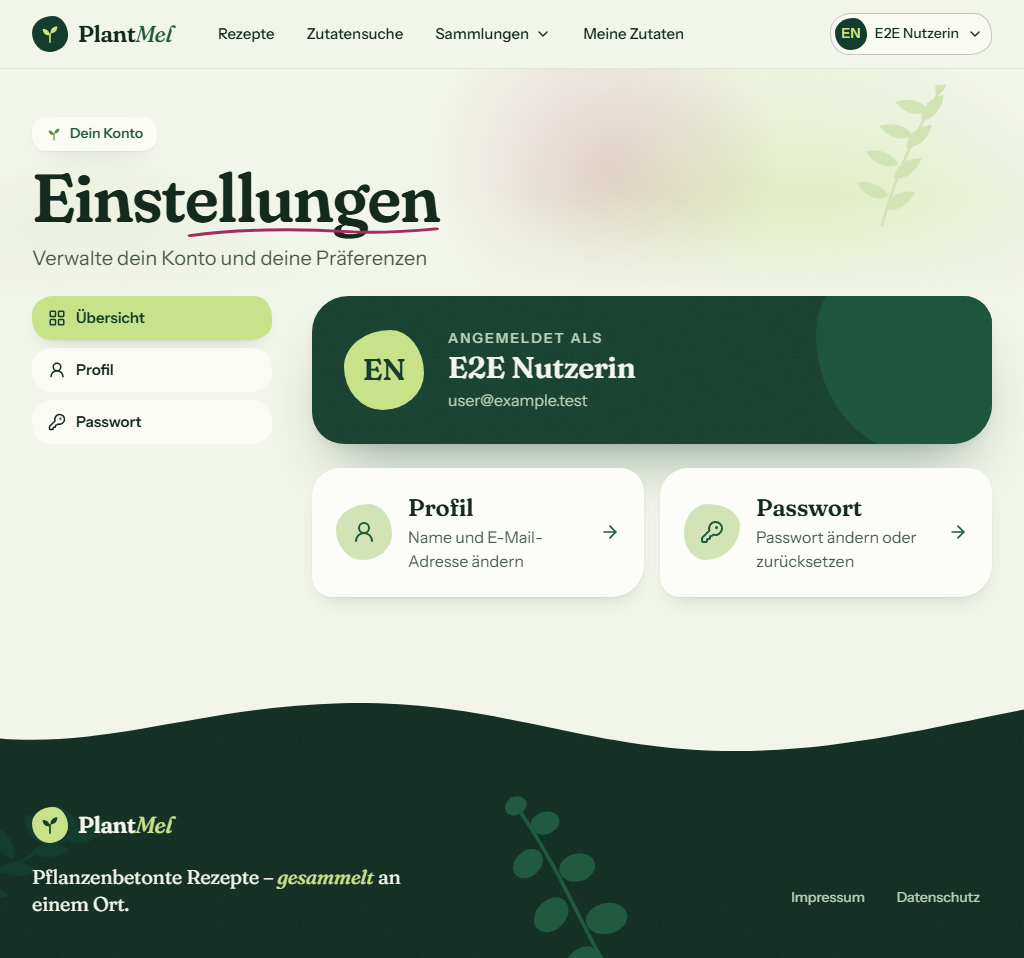 PlantMel
Rezepte
Zutatensuche
Sammlungen
Meine Zutaten
EN
E2E Nutzerin
Dein Konto
Einstellungen
Verwalte dein Konto und deine Präferenzen
Übersicht
Profil
Passwort
EN
ANGEMELDET ALS
E2E Nutzerin
user@example.test
Profil
Name und E-Mail-
Adresse ändern
Passwort
Passwort ändern oder
zurücksetzen
PlantMel
Pflanzenbetonte Rezepte – gesammelt an
einem Ort.
Impressum
Datenschutz